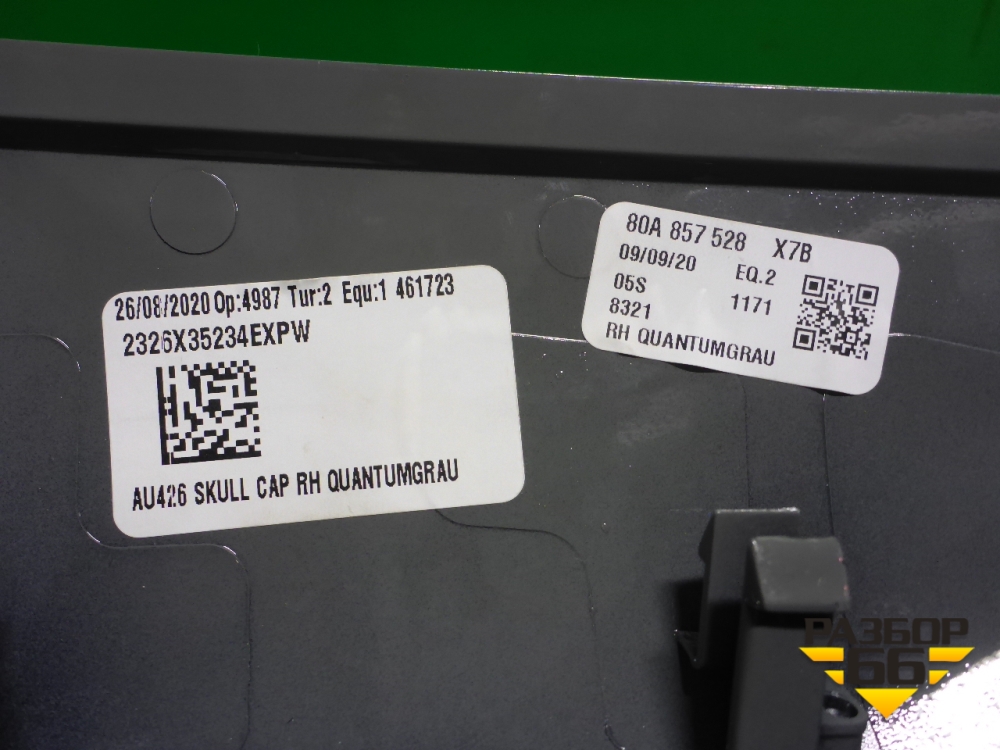 26/08/2020 Op:4987 Tur:2 Equ:1 461723
2326X35234EXPW
AU426 SKULL CAP RH QUANTUMGRAU
80A 857 528 X7B
09/09/20 EQ.2
05S
8321 1171
RH QUANTUMGRAU
РАЗБОР
66